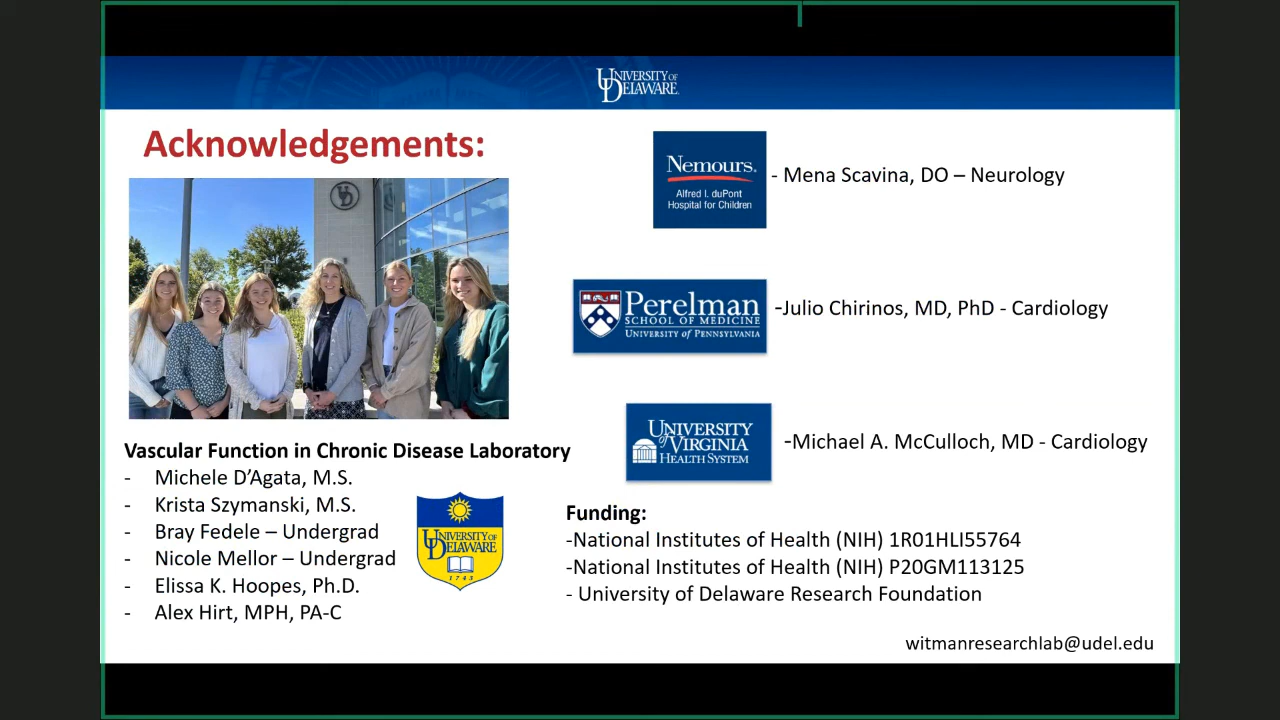 UNIVERSITY OF
DELAWARE.
Acknowledgements:
Nemours.
Alfred I. duPont
Hospital for Children
- Mena Scavina, DO – Neurology
Perelman
SCHOOL OF MEDICINE
UNIVERSITY of PENNSYLVANIA
-Julio Chirinos, MD, PhD - Cardiology
UNIVERSITY
of VIRGINIA
HEALTH SYSTEM
-Michael A. McCulloch, MD - Cardiology
Vascular Function in Chronic Disease Laboratory
- Michele D’Agata, M.S.
- Krista Szymanski, M.S.
- Bray Fedele – Undergrad
- Nicole Mellor – Undergrad
- Elissa K. Hoopes, Ph.D.
- Alex Hirt, MPH, PA-C
UNIVERSITY OF
DELAWARE
1743
Funding:
-National Institutes of Health (NIH) 1R01HLI55764
-National Institutes of Health (NIH) P20GM113125
- University of Delaware Research Foundation
witmanresearchlab@udel.edu